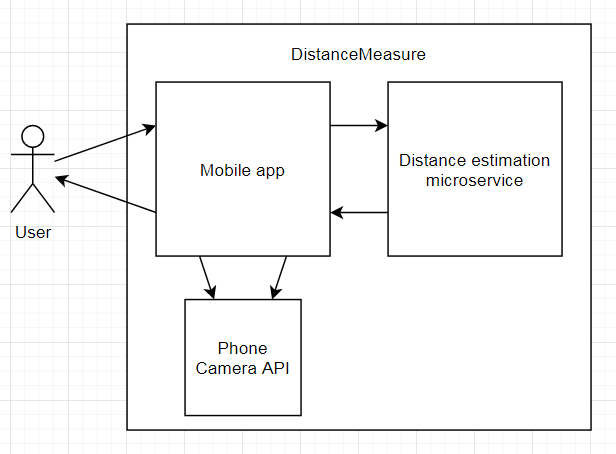 DistanceMeasure
Mobile app
Distance estimation
microservice
User
Phone
Camera API